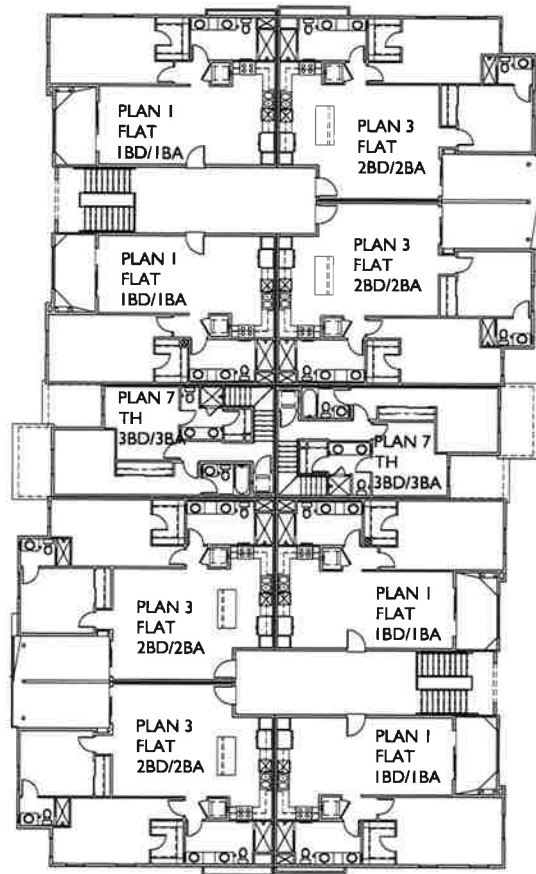 PLAN 1
FLAT
1BD/1BA
PLAN 3
FLAT
2BD/2BA
PLAN 1
FLAT
1BD/1BA
PLAN 3
FLAT
2BD/2BA
PLAN 7
TH
3BD/3BA
PLAN 7
TH
3BD/3BA
PLAN 3
FLAT
2BD/2BA
PLAN 1
FLAT
1BD/1BA
PLAN 3
FLAT
2BD/2BA
PLAN 1
FLAT
1BD/1BA